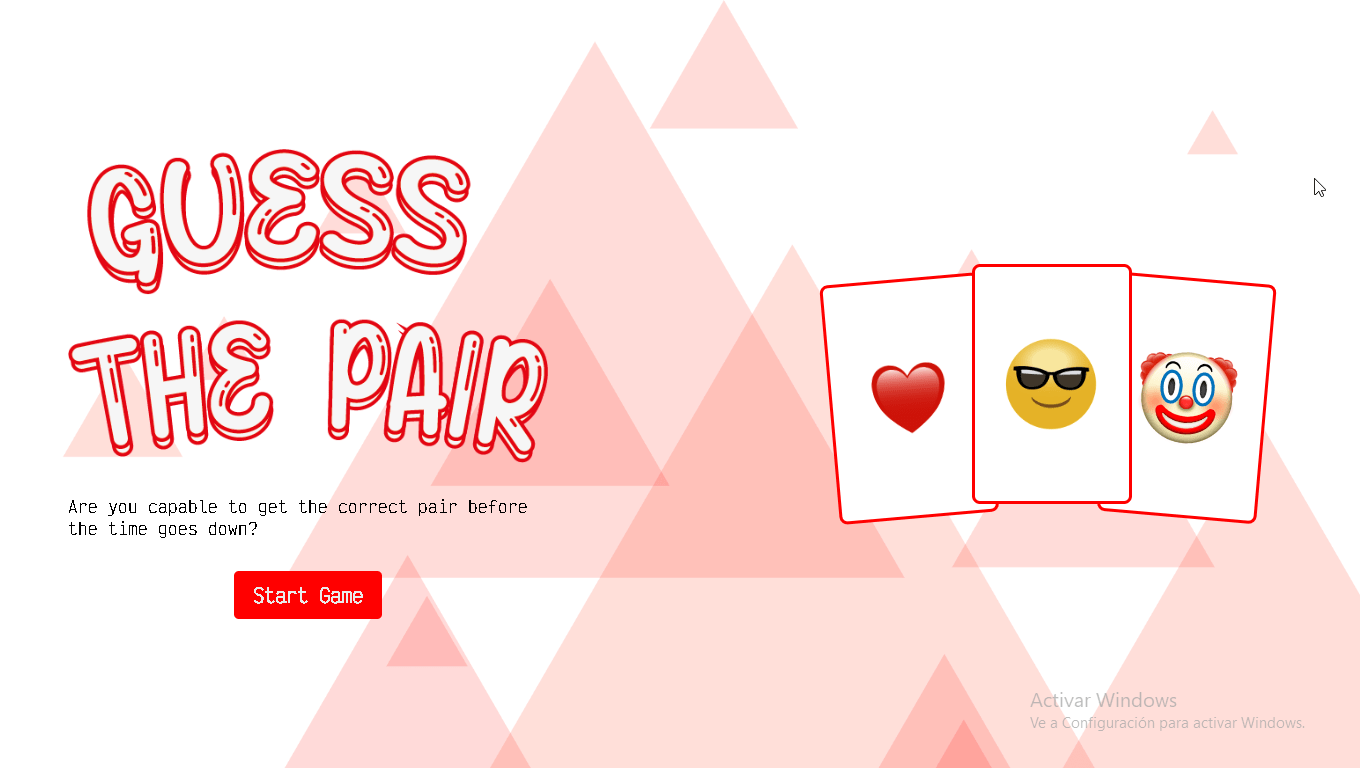 GUESS
THE PAIR
Are you capable to get the correct pair before
the time goes down?
Start Game
Activar Windows
Ve a Configuración para activar Windows.